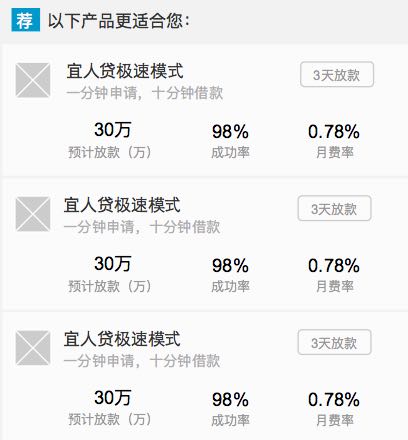 荐 以下产品更适合您：
宜人贷极速模式 3天放款
一分钟申请，十分钟借款
30万 98% 0.78%
预计放款（万） 成功率 月费率
宜人贷极速模式 3天放款
一分钟申请，十分钟借款
30万 98% 0.78%
预计放款（万） 成功率 月费率
宜人贷极速模式 3天放款
一分钟申请，十分钟借款
30万 98% 0.78%
预计放款（万） 成功率 月费率